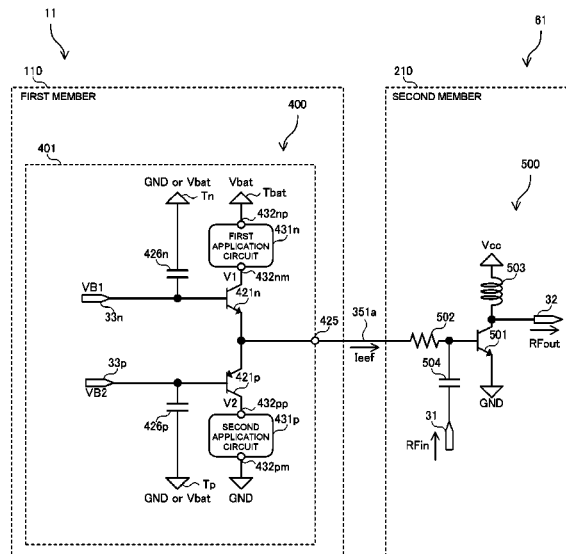 11
61
110
FIRST MEMBER
400
401
GND or Vbat
Tn
Vbat
Tbat
432np
FIRST
APPLICATION
CIRCUIT
431n
426n
V1
432nm
VB1
33n
421n
425
351a
Ieef
33p
VB2
421p
426p
V2
432pp
431p
SECOND
APPLICATION
CIRCUIT
432pm
Tp
GND or Vbat
GND
210
SECOND MEMBER
500
Vcc
503
32
502
RFout
501
504
GND
31
RFin